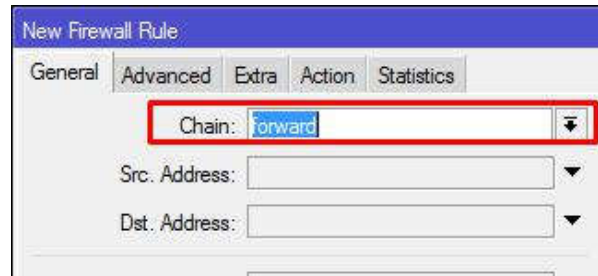 New Firewall Rule
General Advanced Extra Action Statistics
Chain: forward
Src. Address:
Dst. Address: